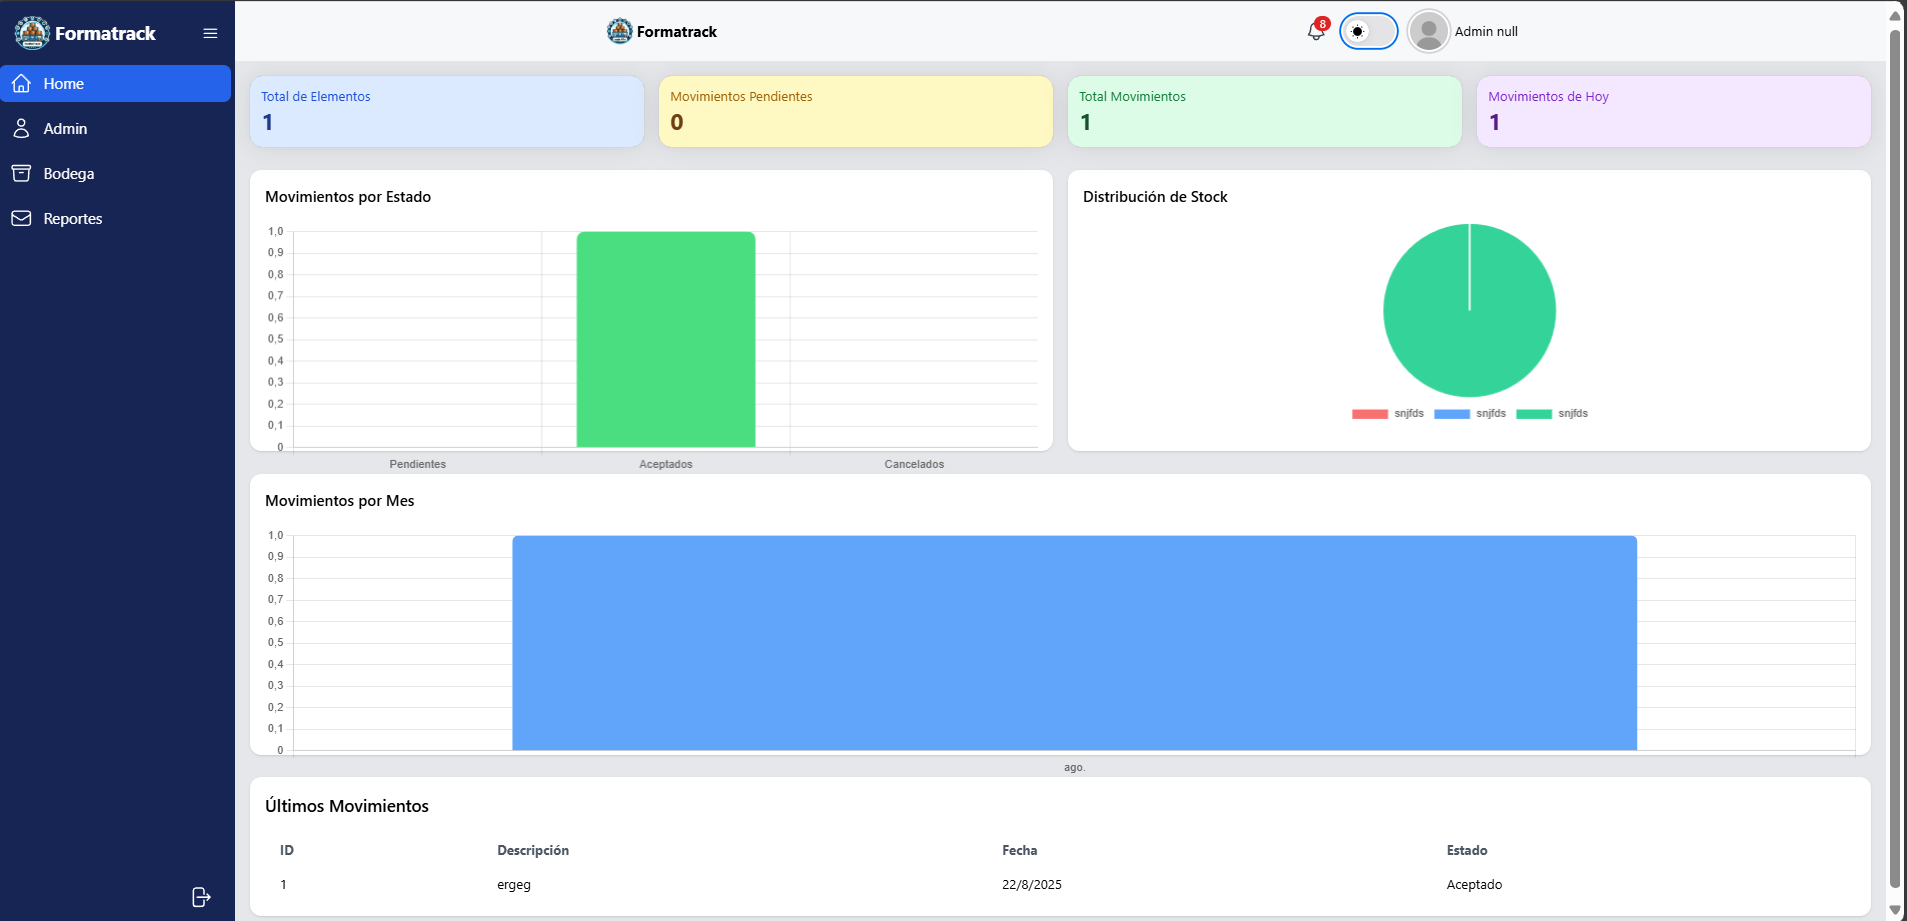 Formatrack
Home
Admin
Bodega
Reportes
Formatrack
8
Admin null
Total de Elementos
1
Movimientos Pendientes
0
Total Movimientos
1
Movimientos de Hoy
1
Movimientos por Estado
1,0
0,9
0,8
0,7
0,6
0,5
0,4
0,3
0,2
0,1
0
Pendientes Aceptados Cancelados
Distribución de Stock
snjfds snjfds snjfds
Movimientos por Mes
1,0
0,9
0,8
0,7
0,6
0,5
0,4
0,3
0,2
0,1
0
ago.
Últimos Movimientos
ID Descripción Fecha Estado
1 ergeg 22/8/2025 Aceptado